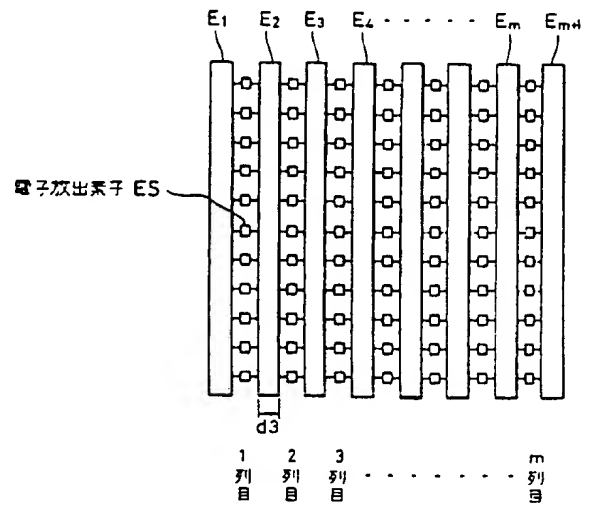 E1 E2 E3 E4 · · · · · · Em Em+1
電子放出素子 ES
d3
1列目 2列目 3列目 · · · · · · · · · m列目